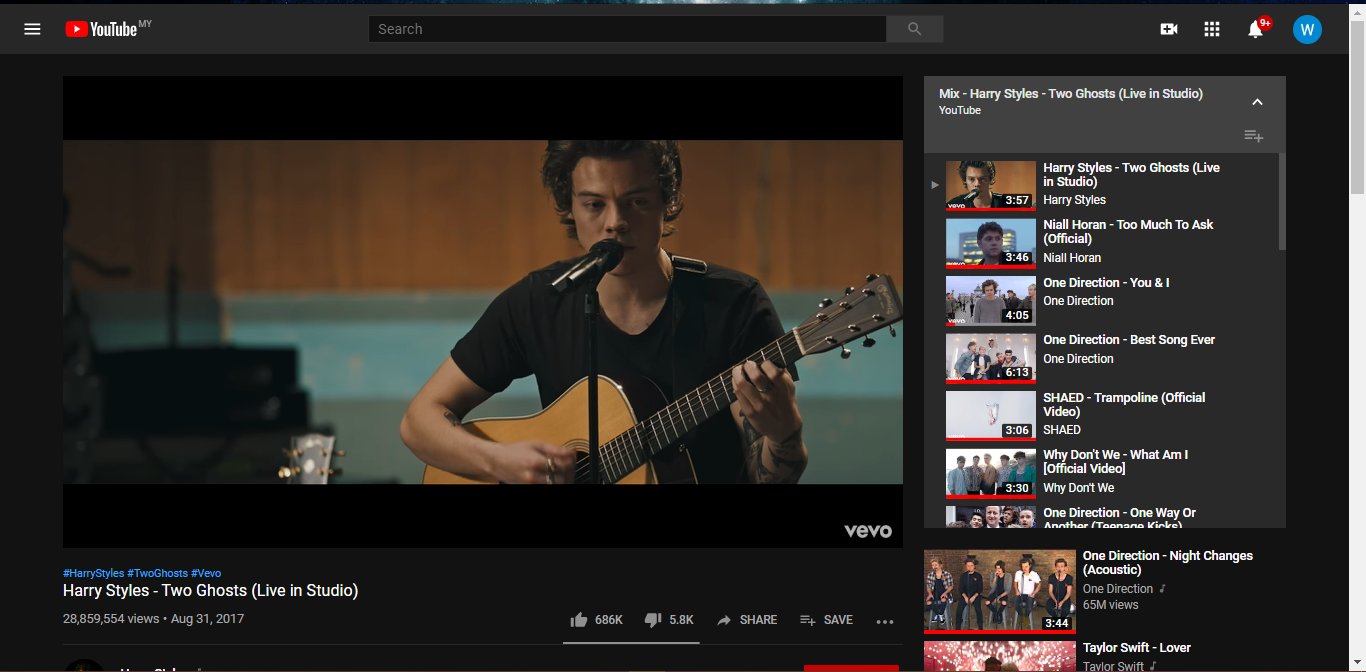 YouTube MY
Search
9+
W
vevo
#HarryStyles #TwoGhosts #Vevo
Harry Styles - Two Ghosts (Live in Studio)
28,859,554 views • Aug 31, 2017
686K
5.8K
SHARE
SAVE
Mix - Harry Styles - Two Ghosts (Live in Studio)
YouTube
3:57
vevo
Harry Styles - Two Ghosts (Live
in Studio)
Harry Styles
3:46
Niall Horan - Too Much To Ask
(Official)
Niall Horan
4:05
vevo
One Direction - You & I
One Direction
6:13
One Direction - Best Song Ever
One Direction
3:06
SHAED - Trampoline (Official
Video)
SHAED
3:30
Why Don't We - What Am I
[Official Video]
Why Don't We
One Direction - One Way Or
Another (Teenage Kicks)
3:44
One Direction - Night Changes
(Acoustic)
One Direction
65M views
Taylor Swift - Lover
Taylor Swift